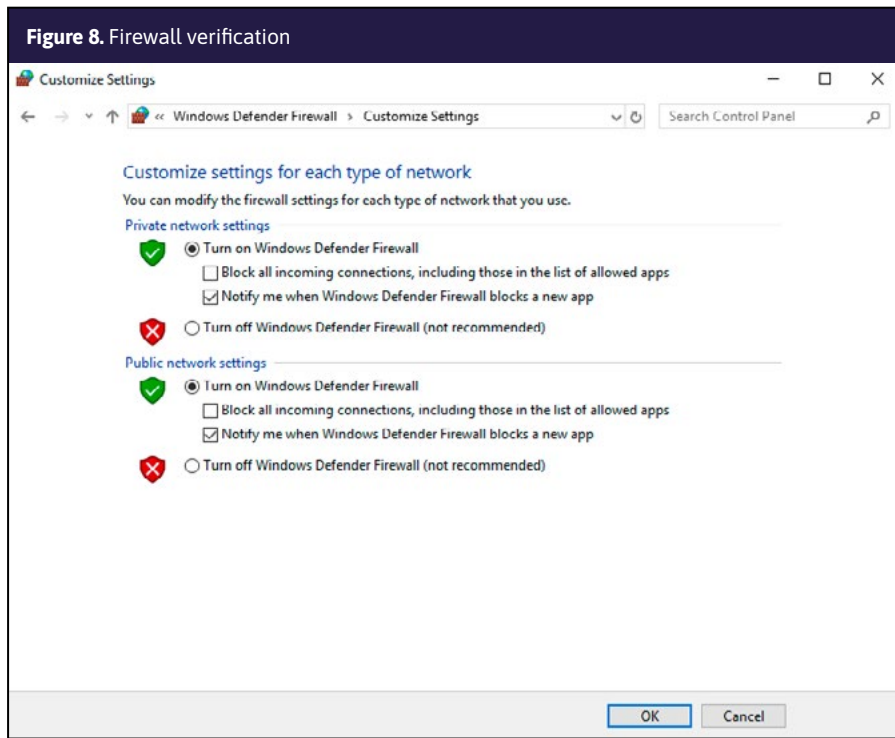 Figure 8. Firewall verification
Customize Settings
« Windows Defender Firewall > Customize Settings
Search Control Panel
Customize settings for each type of network
You can modify the firewall settings for each type of network that you use.
Private network settings
Turn on Windows Defender Firewall
Block all incoming connections, including those in the list of allowed apps
Notify me when Windows Defender Firewall blocks a new app
Turn off Windows Defender Firewall (not recommended)
Public network settings
Turn on Windows Defender Firewall
Block all incoming connections, including those in the list of allowed apps
Notify me when Windows Defender Firewall blocks a new app
Turn off Windows Defender Firewall (not recommended)
OK
Cancel